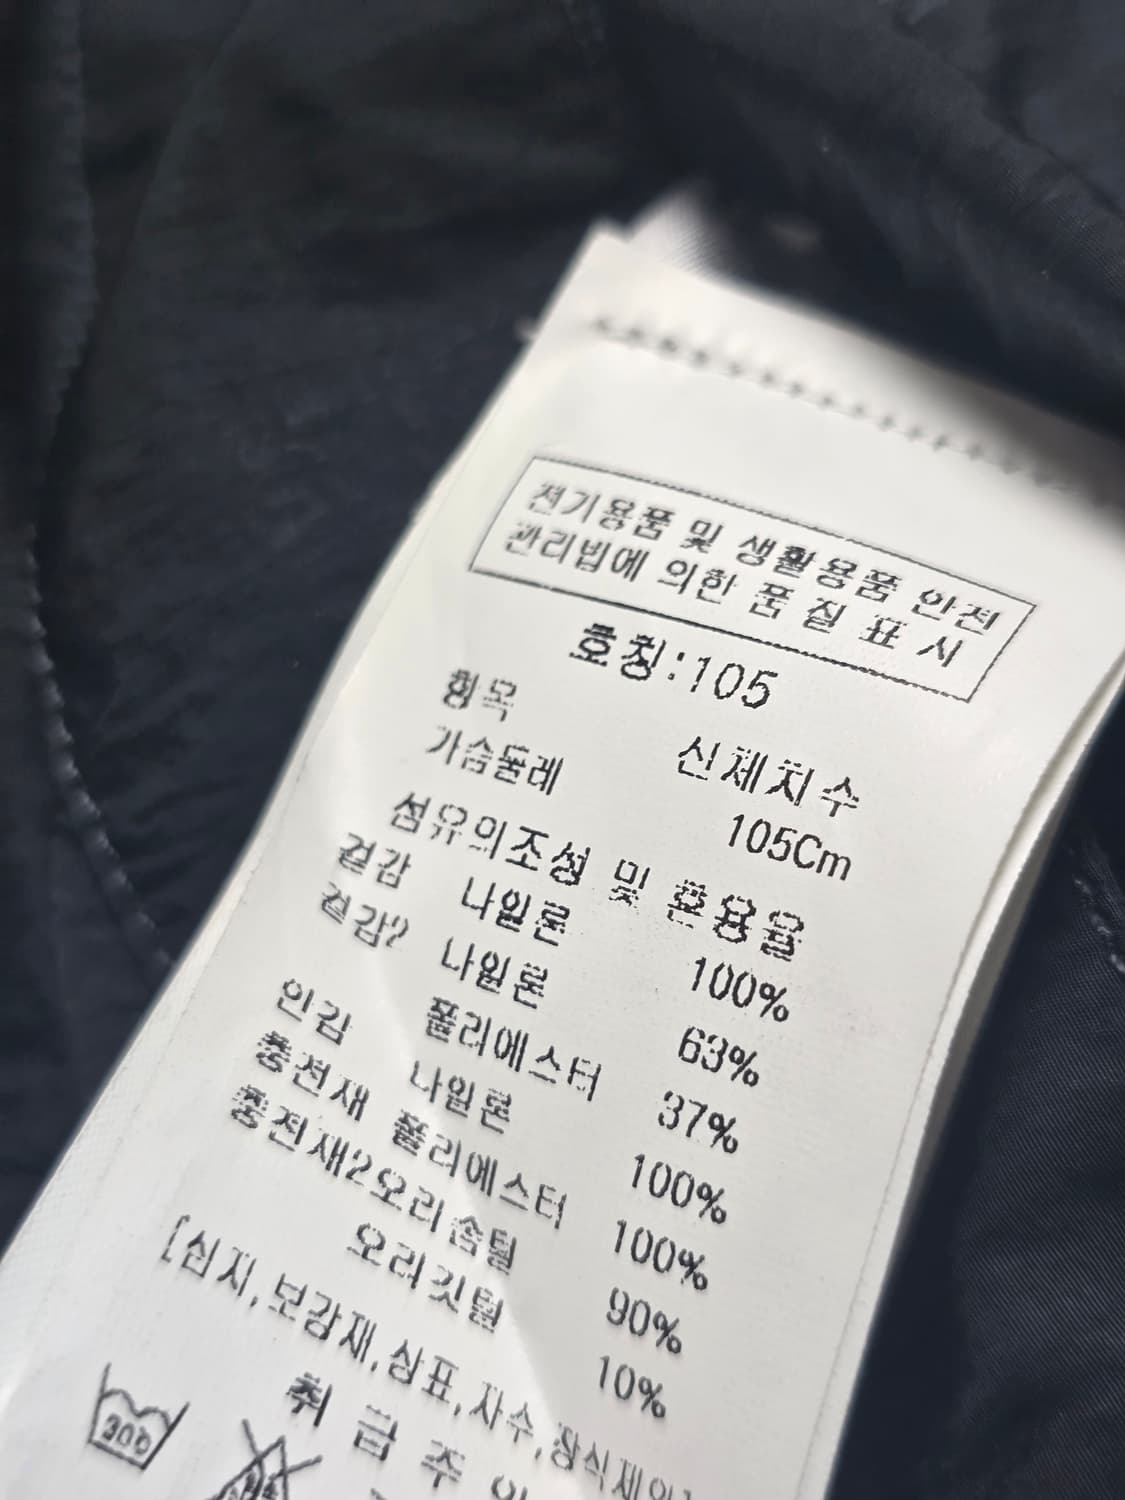 전기용품 및 생활용품 안전
관리법에 의한 품 질 표 시
호칭:105
항목 신체치수
가슴둘레 105Cm
섬유의조성 및 혼용율
겉감 나일론 100%
겉감2 나일론 63%
폴리에스터 37%
안감 나일론 100%
충전재 폴리에스터 100%
충전재2 오리솜털 90%
오리깃털 10%
[심지,보강재,상표,자수,장식제외]
취 급 주
300